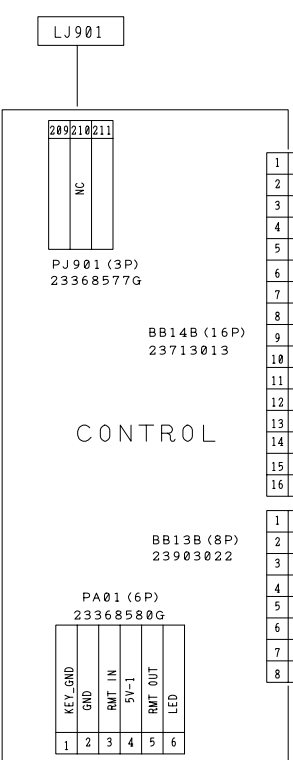 LJ901
209 210 211
NC
PJ901(3P)
23368577G
1
2
3
4
5
6
7
8
9
10
11
12
13
14
15
16
BB14B(16P)
23713013
CONTROL
BB13B(8P)
23903022
1
2
3
4
5
6
7
8
PA01(6P)
23368580G
KEY_GND
GND
RMT IN
5V-1
RMT OUT
LED
1 2 3 4 5 6